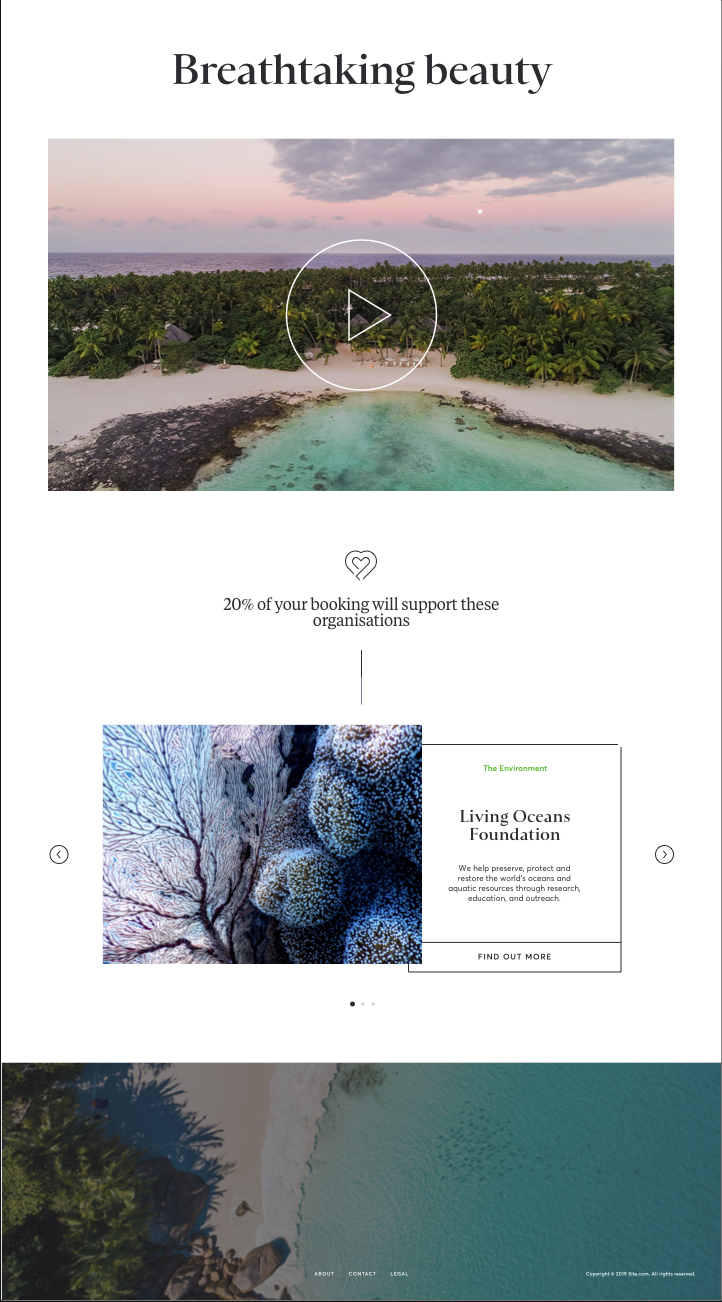 Breathtaking beauty
20% of your booking will support these
organisations
The Environment
Living Oceans
Foundation
We help preserve, protect and
restore the world's oceans and
aquatic resources through research,
education, and outreach.
FIND OUT MORE
ABOUT CONTACT LEGAL
Copyright © 2019 Site.com. All rights reserved.